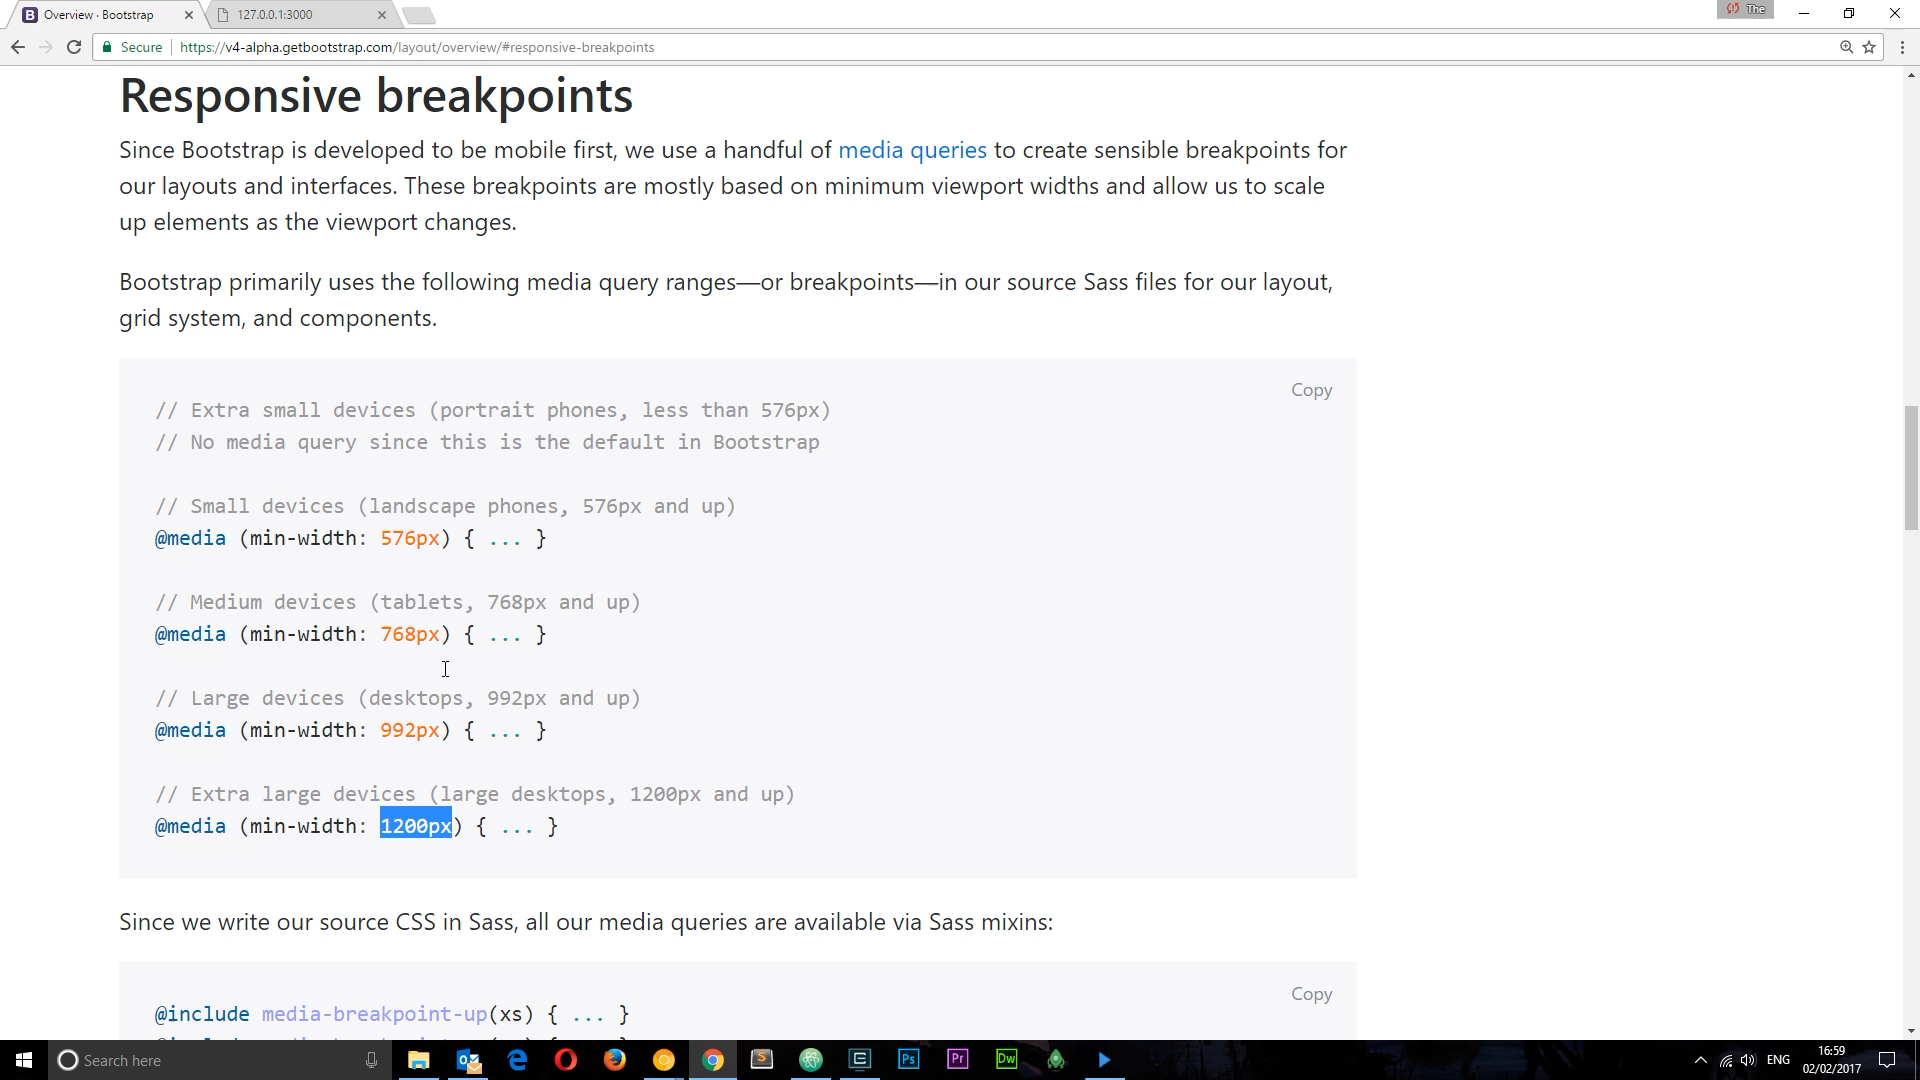 Overview · Bootstrap
127.0.0.1:3000
The
Secure
https://v4-alpha.getbootstrap.com/layout/overview/#responsive-breakpoints
Responsive breakpoints
Since Bootstrap is developed to be mobile first, we use a handful of media queries to create sensible breakpoints for
our layouts and interfaces. These breakpoints are mostly based on minimum viewport widths and allow us to scale
up elements as the viewport changes.
Bootstrap primarily uses the following media query ranges—or breakpoints—in our source Sass files for our layout,
grid system, and components.
Copy
// Extra small devices (portrait phones, less than 576px)
// No media query since this is the default in Bootstrap
// Small devices (landscape phones, 576px and up)
@media (min-width: 576px) { ... }
// Medium devices (tablets, 768px and up)
@media (min-width: 768px) { ... }
// Large devices (desktops, 992px and up)
@media (min-width: 992px) { ... }
// Extra large devices (large desktops, 1200px and up)
@media (min-width: 1200px) { ... }
Since we write our source CSS in Sass, all our media queries are available via Sass mixins:
Copy
@include media-breakpoint-up(xs) { ... }
Search here
Ps
Pr
Dw
ENG
16:59
02/02/2017